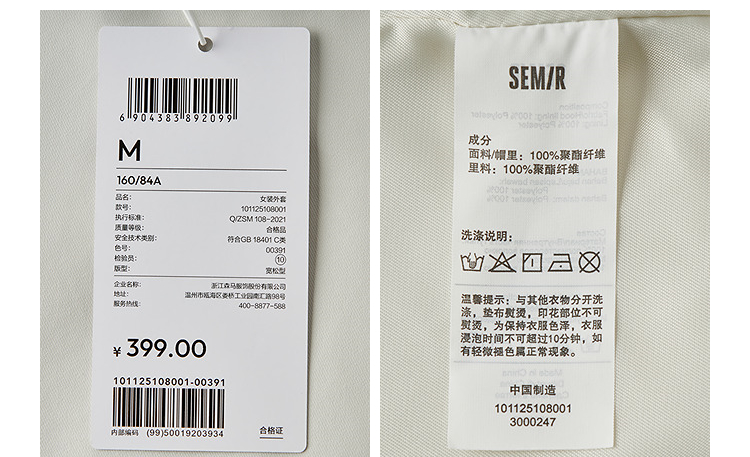 6 904383 892099
M
160/84A
品名: 女装外套
款号: 101125108001
执行标准: Q/ZSM 108-2021
质量等级: 合格品
安全技术类别: 符合GB 18401 C类
色号: 00391
检验员: 10
版型: 宽松型
企业名称: 浙江森马服饰股份有限公司
地址: 温州市瓯海区娄桥工业园南汇路98号
服务热线: 400-8877-588
¥ 399.00
101125108001-00391
内部编码 (99)50019203934
合格证
SEMIR
成分
面料/帽里：100%聚酯纤维
里料：100%聚酯纤维
洗涤说明：
温馨提示：与其他衣物分开洗
涤，垫布熨烫，印花部位不可
熨烫，为保持衣服色泽，衣服
浸泡时间不可超过10分钟，如
有轻微褪色属正常现象。
中国制造
101125108001
3000247